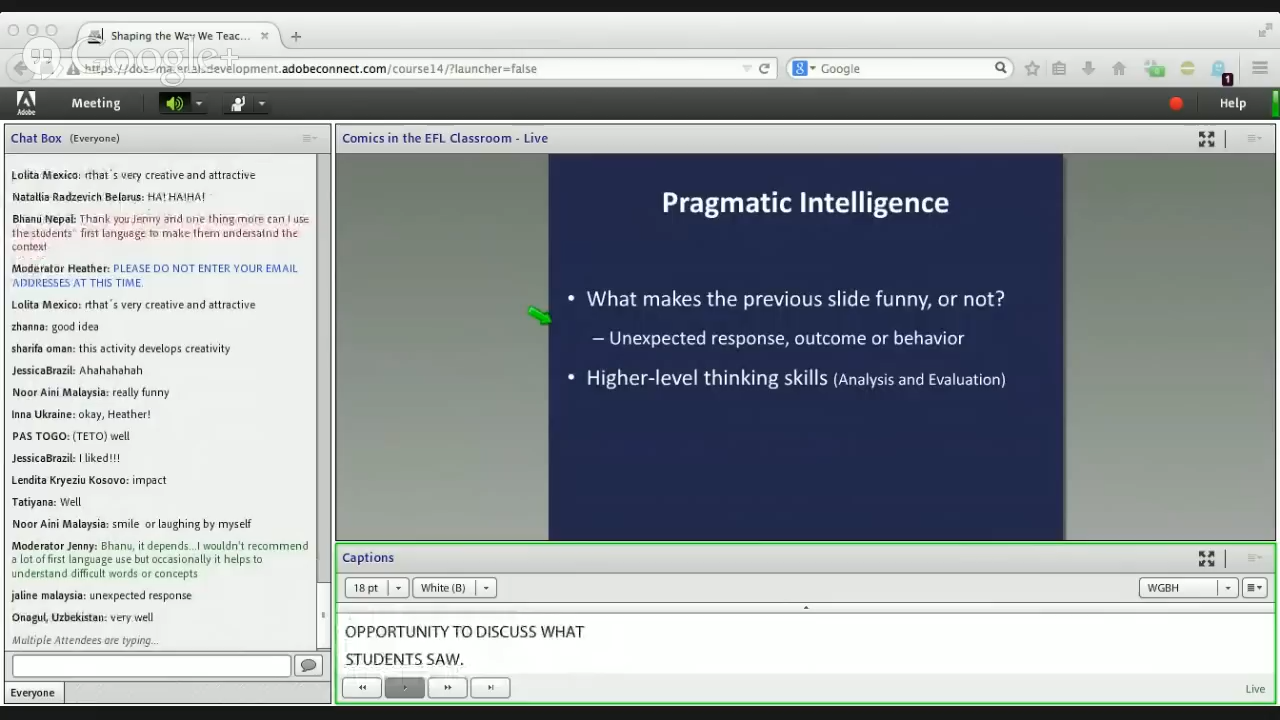 Shaping the Way We Teac...
Google+
adobeconnect.com/course14/?launcher=false
Google
1
Adobe
Meeting
Help
Chat Box (Everyone)
Lolita Mexico: rthat´s very creative and attractive
Natallia Radzevich Belarus: HA! HA!HA!
Bhanu Nepal: Thank you Jenny and one thing more can I use
the students" first language to make them undersatnd the
context
Moderator Heather: PLEASE DO NOT ENTER YOUR EMAIL
ADDRESSES AT THIS TIME.
Lolita Mexico: rthat´s very creative and attractive
zhanna: good idea
sharifa oman: this activity develops creativity
JessicaBrazil: Ahahahahah
Noor Aini Malaysia: really funny
Inna Ukraine: okay, Heather!
PAS TOGO: (TETO) well
JessicaBrazil: I liked!!!
Lendita Kryeziu Kosovo: impact
Tatiyana: Well
Noor Aini Malaysia: smile or laughing by myself
Moderator Jenny: Bhanu, it depends...I wouldn't recommend
a lot of first language use but occasionally it helps to
understand difficult words or concepts
jaline malaysia: unexpected response
Onagul, Uzbekistan: very well
Multiple Attendees are typing...
Everyone
Comics in the EFL Classroom - Live
Pragmatic Intelligence
• What makes the previous slide funny, or not?
– Unexpected response, outcome or behavior
• Higher-level thinking skills (Analysis and Evaluation)
Captions
18 pt
White (B)
WGBH
OPPORTUNITY TO DISCUSS WHAT
STUDENTS SAW.
Live